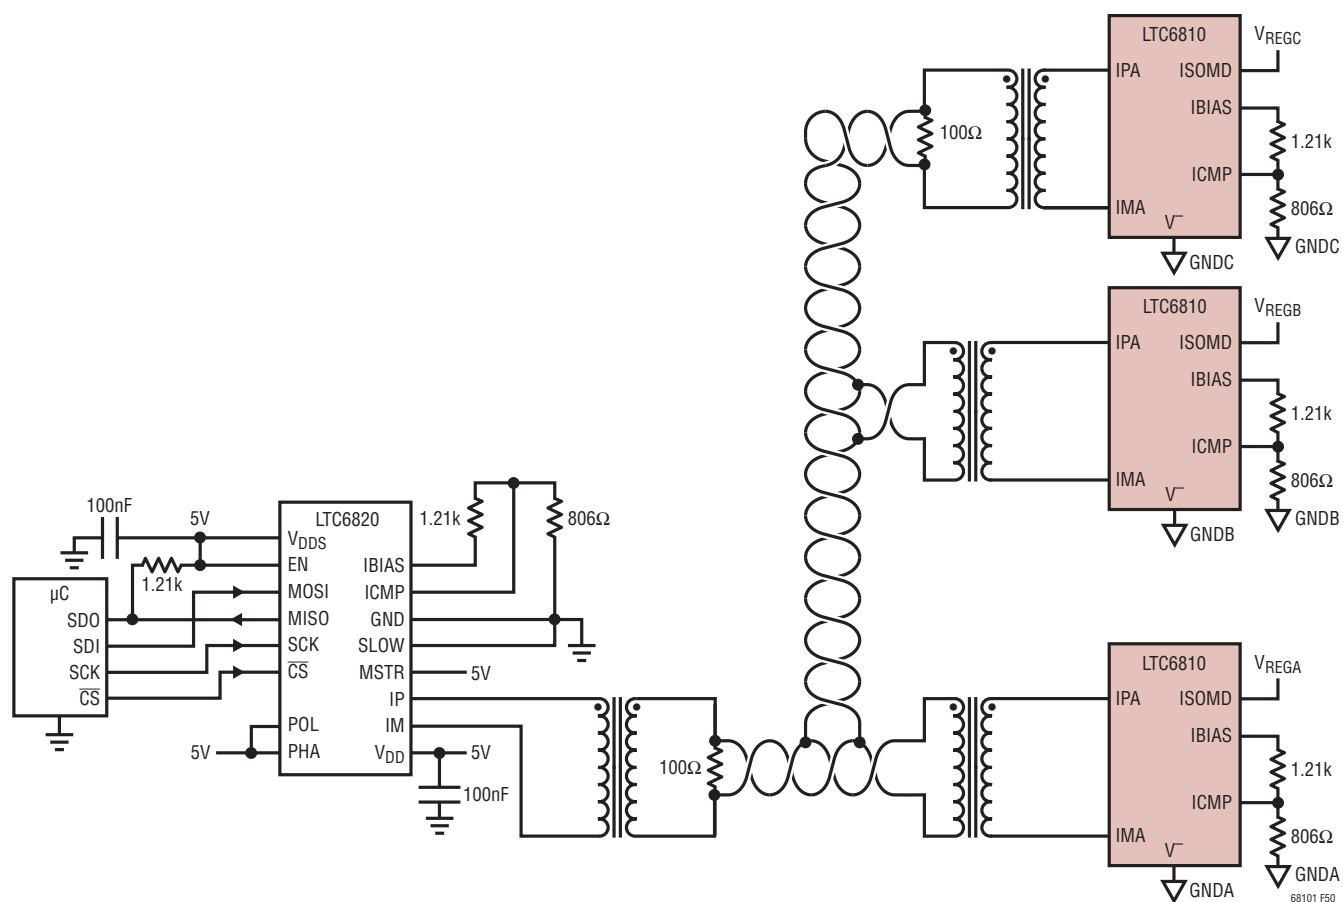 LTC6810
V_REGC
IPA
ISOMD
IBIAS
1.21k
100Ω
ICMP
806Ω
IMA
V–
GNDC
GNDC
LTC6810
V_REGB
IPA
ISOMD
IBIAS
1.21k
ICMP
806Ω
IMA
V–
GNDB
GNDB
100nF
5V
LTC6820
1.21k
806Ω
V_DDS
EN
IBIAS
1.21k
µC
MOSI
ICMP
SDO
MISO
GND
SDI
SCK
SLOW
SCK
CS
MSTR
5V
CS
IP
POL
IM
5V
PHA
V_DD
5V
100nF
100Ω
LTC6810
V_REGA
IPA
ISOMD
IBIAS
1.21k
ICMP
806Ω
IMA
V–
GNDA
GNDA
68101 F50